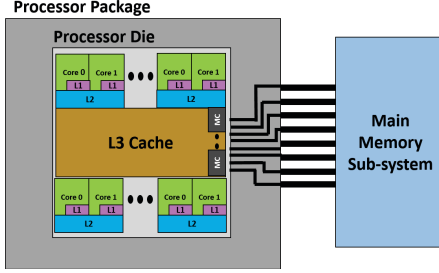 Processor Package
Processor Die
Core 0 Core 1 Core 0 Core 1
L1 L1 L1 L1
L2 L2
MC
L3 Cache
MC
Core 0 Core 1 Core 0 Core 1
L1 L1 L1 L1
L2 L2
Main
Memory
Sub-system